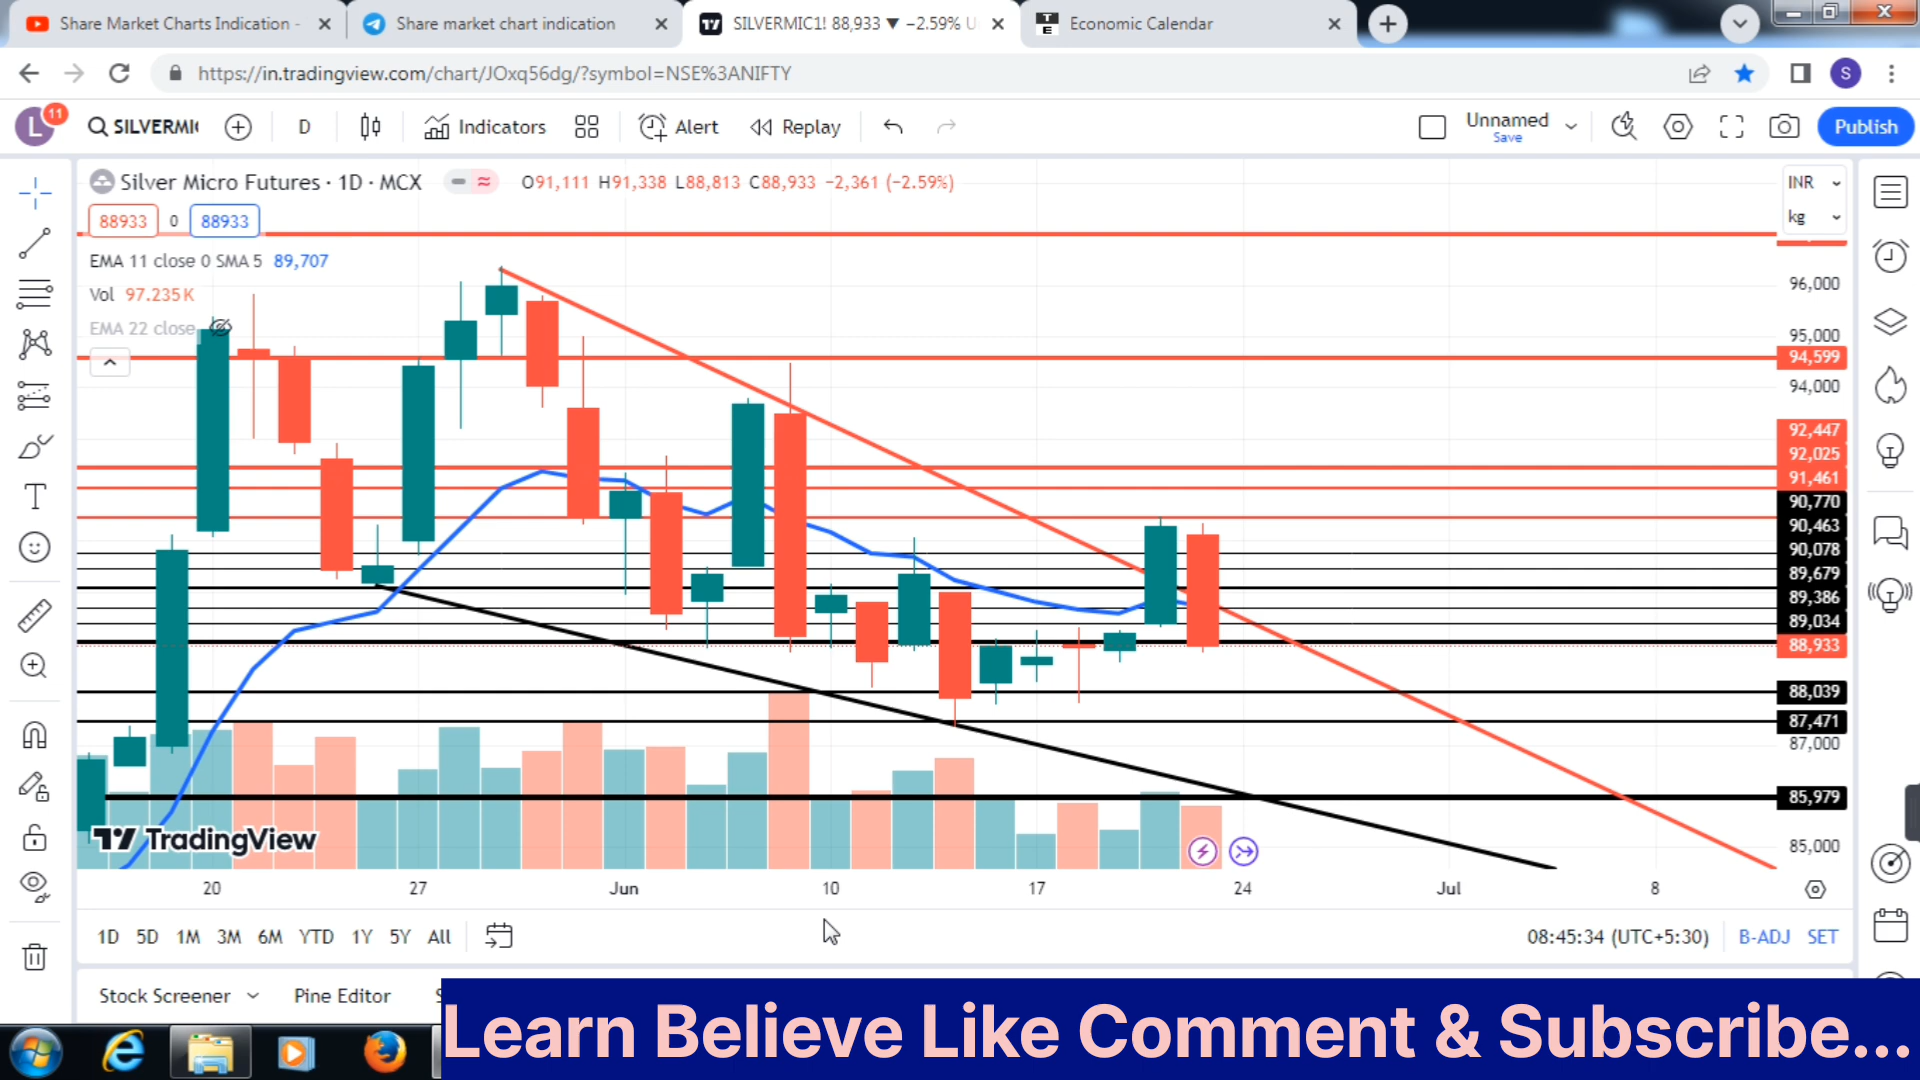 Share Market Charts Indication -
Share market chart indication
SILVERMIC1! 88,933 ▼ −2.59% U
Economic Calendar
https://in.tradingview.com/chart/JOxq56dg/?symbol=NSE%3ANIFTY
S
L
11
SILVERMI
D
Indicators
Alert
Replay
Unnamed
Save
Publish
Silver Micro Futures · 1D · MCX
O91,111 H91,338 L88,813 C88,933 −2,361 (−2.59%)
INR
kg
88933
0
88933
EMA 11 close 0 SMA 5 89,707
Vol 97.235K
EMA 22 close
96,000
95,000
94,599
94,000
92,447
92,025
91,461
90,770
90,463
90,078
89,679
89,386
89,034
88,933
88,039
87,471
87,000
85,979
85,000
TradingView
20
27
Jun
10
17
24
Jul
8
1D 5D 1M 3M 6M YTD 1Y 5Y All
08:45:34 (UTC+5:30)
B-ADJ
SET
Stock Screener
Pine Editor
Learn Believe Like Comment & Subscribe...